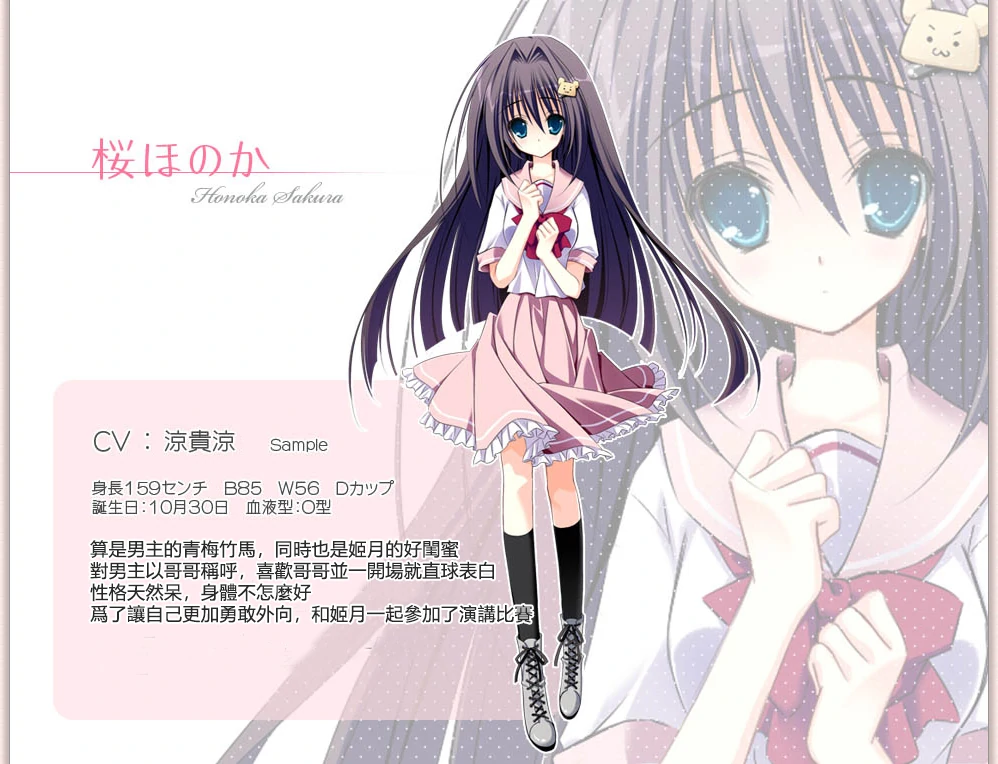 桜ほのか
Honoka Sakura
CV：涼貴涼 Sample
身長159センチ B85 W56 Dカップ
誕生日：10月30日 血液型：O型
算是男主的青梅竹馬，同時也是姬月的好閨蜜
對男主以哥哥稱呼，喜歡哥哥並一開場就直球表白
性格天然呆，身體不怎麼好
爲了讓自己更加勇敢外向，和姬月一起參加了演講比賽